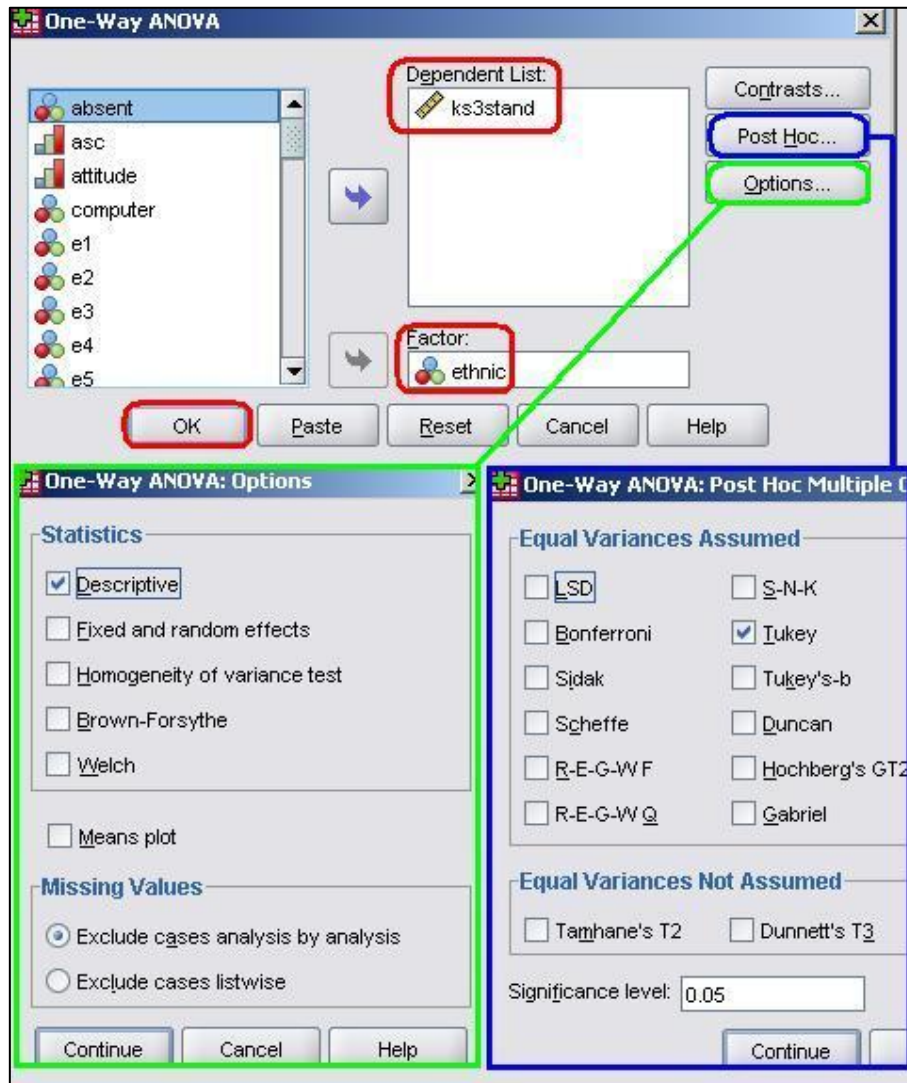 One-Way ANOVA
absent
asc
attitude
computer
e1
e2
e3
e4
e5
Dependent List:
ks3stand
Factor:
ethnic
Contrasts...
Post Hoc...
Options...
OK
Paste
Reset
Cancel
Help
One-Way ANOVA: Options
Statistics
Descriptive
Fixed and random effects
Homogeneity of variance test
Brown-Forsythe
Welch
Means plot
Missing Values
Exclude cases analysis by analysis
Exclude cases listwise
Continue
Cancel
Help
One-Way ANOVA: Post Hoc Multiple C
Equal Variances Assumed
LSD
S-N-K
Bonferroni
Tukey
Sidak
Tukey's-b
Scheffe
Duncan
R-E-G-W F
Hochberg's GT2
R-E-G-W Q
Gabriel
Equal Variances Not Assumed
Tamhane's T2
Dunnett's T3
Significance level: 0.05
Continue